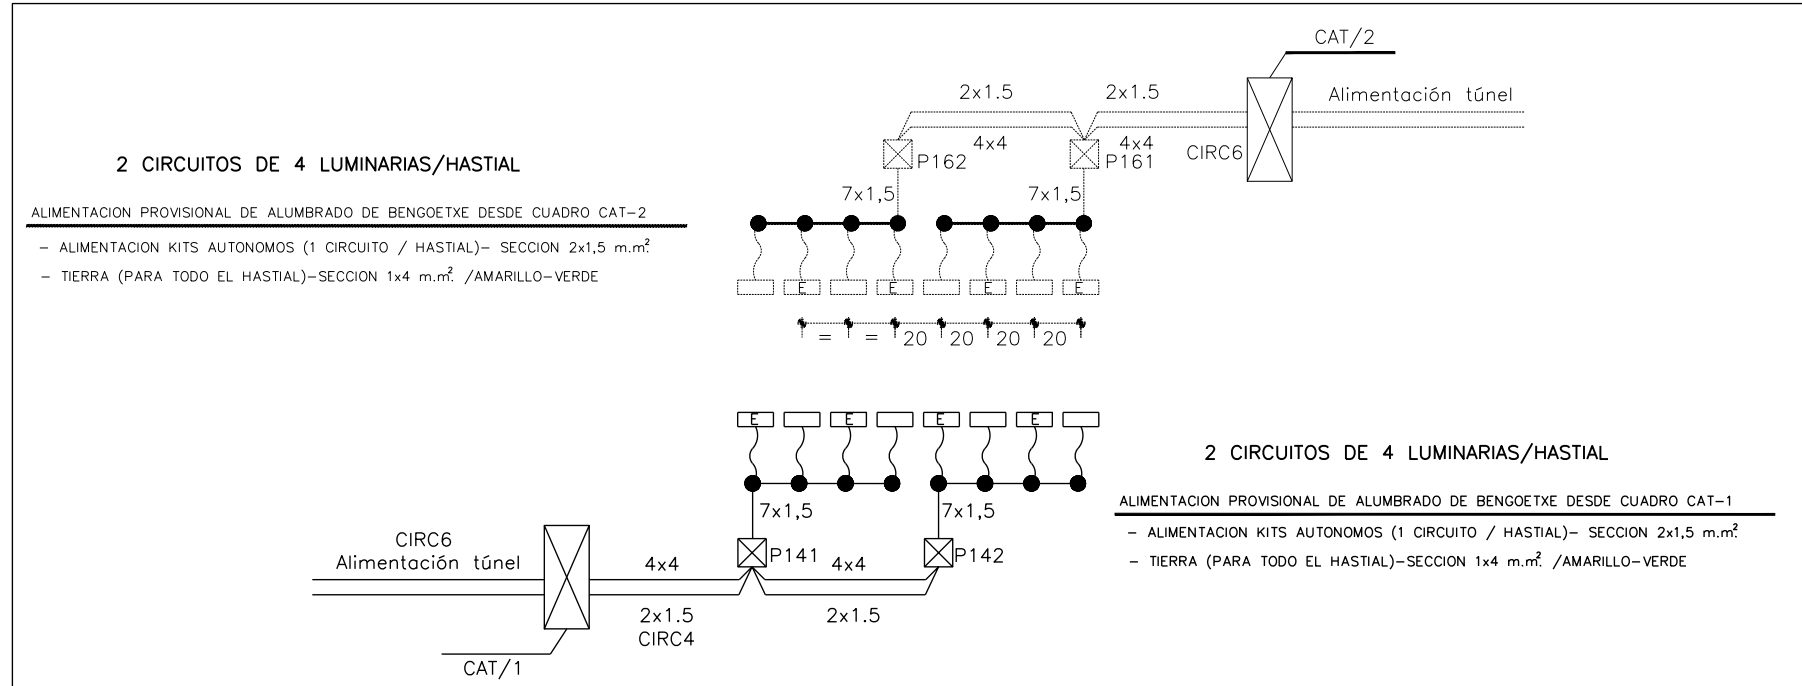 CAT/2
2x1.5 2x1.5 Alimentación túnel
4x4 4x4
CIRC6
P162 P161
2 CIRCUITOS DE 4 LUMINARIAS/HASTIAL
7x1,5 7x1,5
ALIMENTACION PROVISIONAL DE ALUMBRADO DE BENGOETXE DESDE CUADRO CAT-2
- ALIMENTACION KITS AUTONOMOS (1 CIRCUITO / HASTIAL)- SECCION 2x1,5 m.m².
- TIERRA (PARA TODO EL HASTIAL)-SECCION 1x4 m.m². /AMARILLO-VERDE
E E E E
= = 20 20 20 20
E E E E
2 CIRCUITOS DE 4 LUMINARIAS/HASTIAL
ALIMENTACION PROVISIONAL DE ALUMBRADO DE BENGOETXE DESDE CUADRO CAT-1
- ALIMENTACION KITS AUTONOMOS (1 CIRCUITO / HASTIAL)- SECCION 2x1,5 m.m².
- TIERRA (PARA TODO EL HASTIAL)-SECCION 1x4 m.m². /AMARILLO-VERDE
7x1,5 7x1,5
CIRC6
Alimentación túnel
P141 P142
4x4 4x4
2x1.5 2x1.5
CIRC4
CAT/1